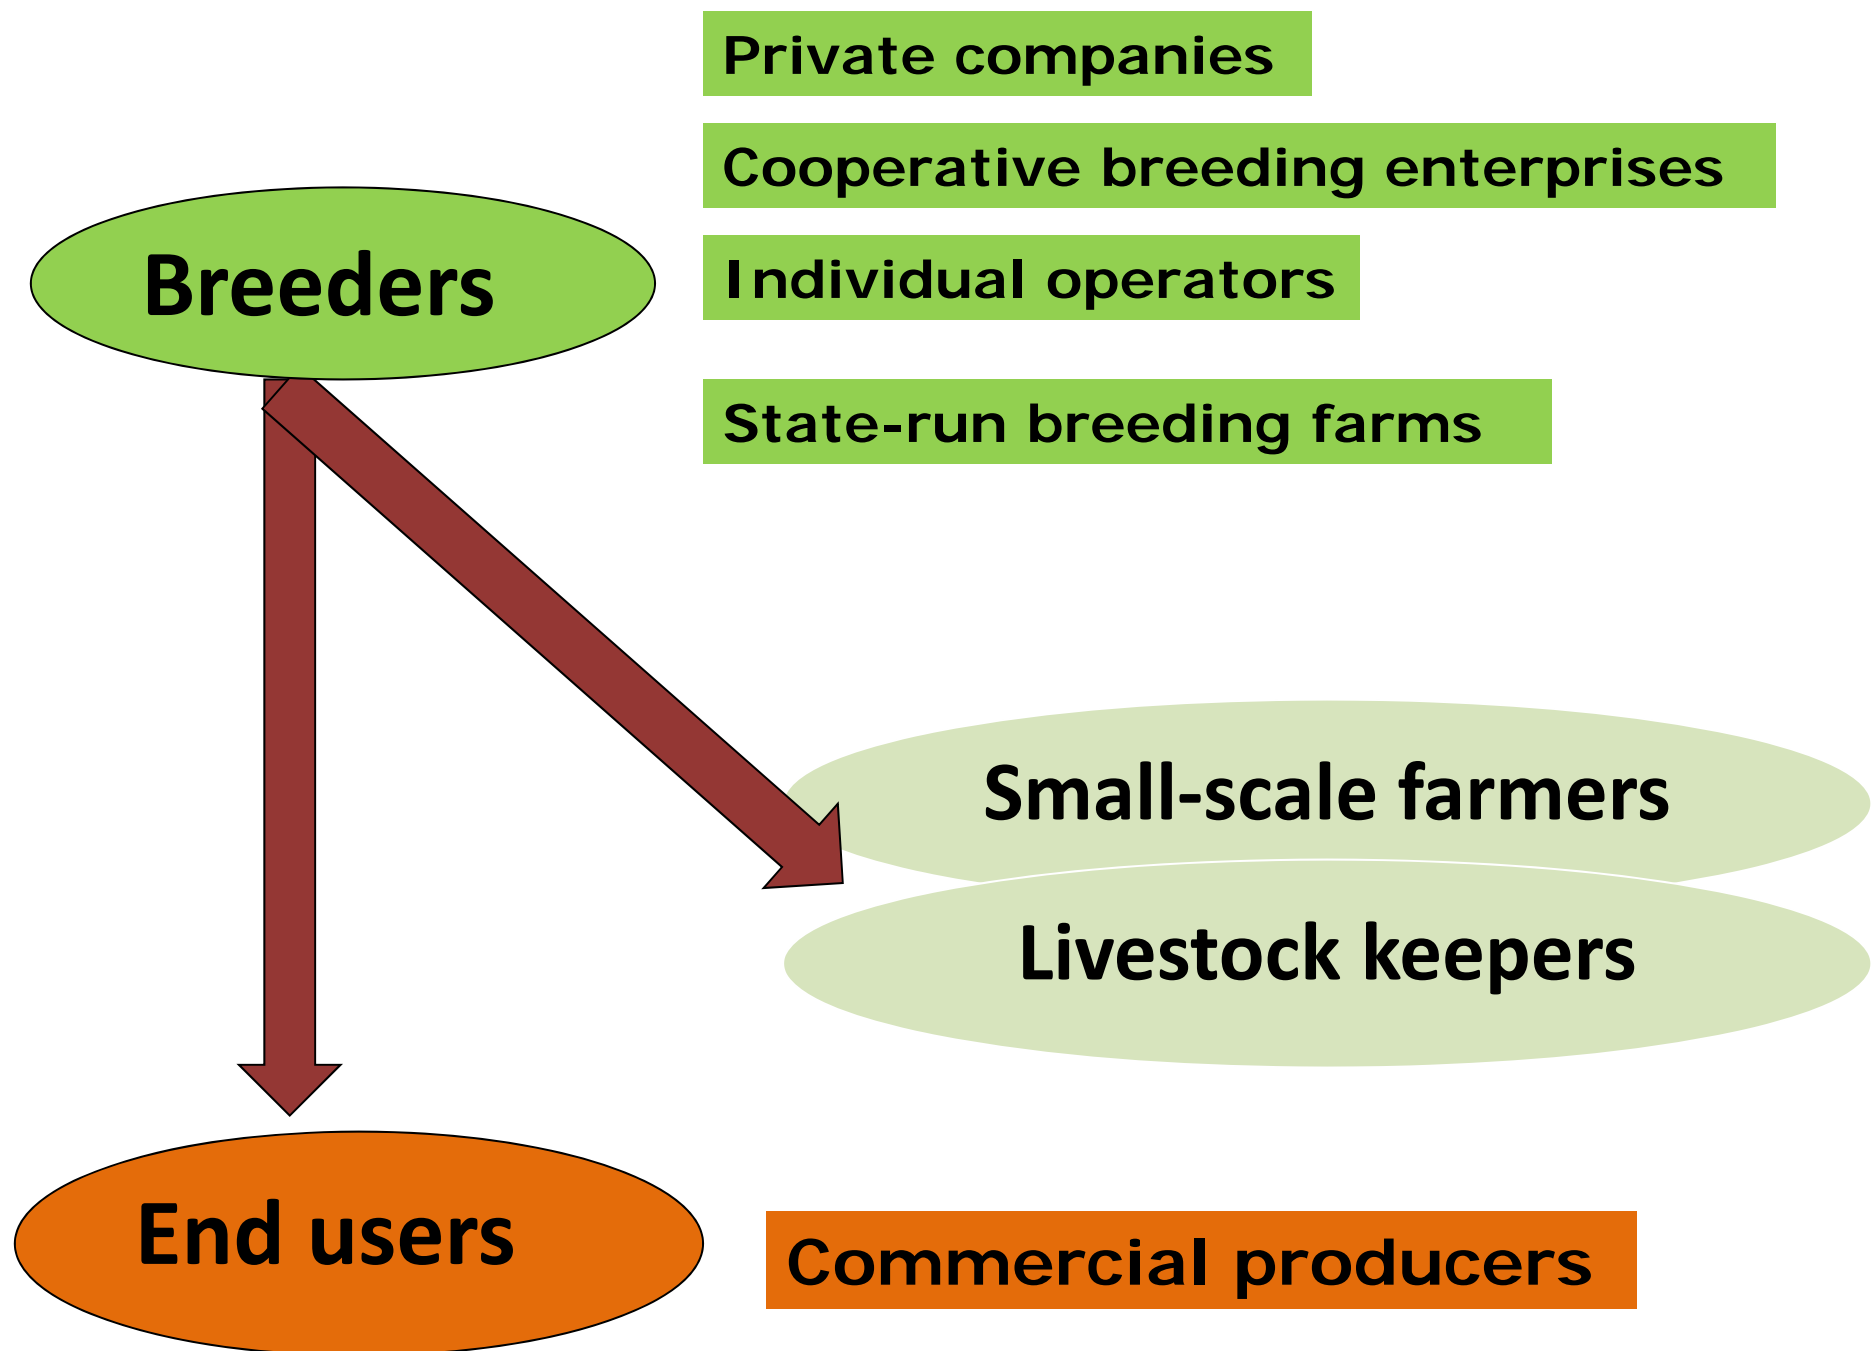 Private companies
Cooperative breeding enterprises
Breeders
Individual operators
State-run breeding farms
Small-scale farmers
Livestock keepers
End users
Commercial producers